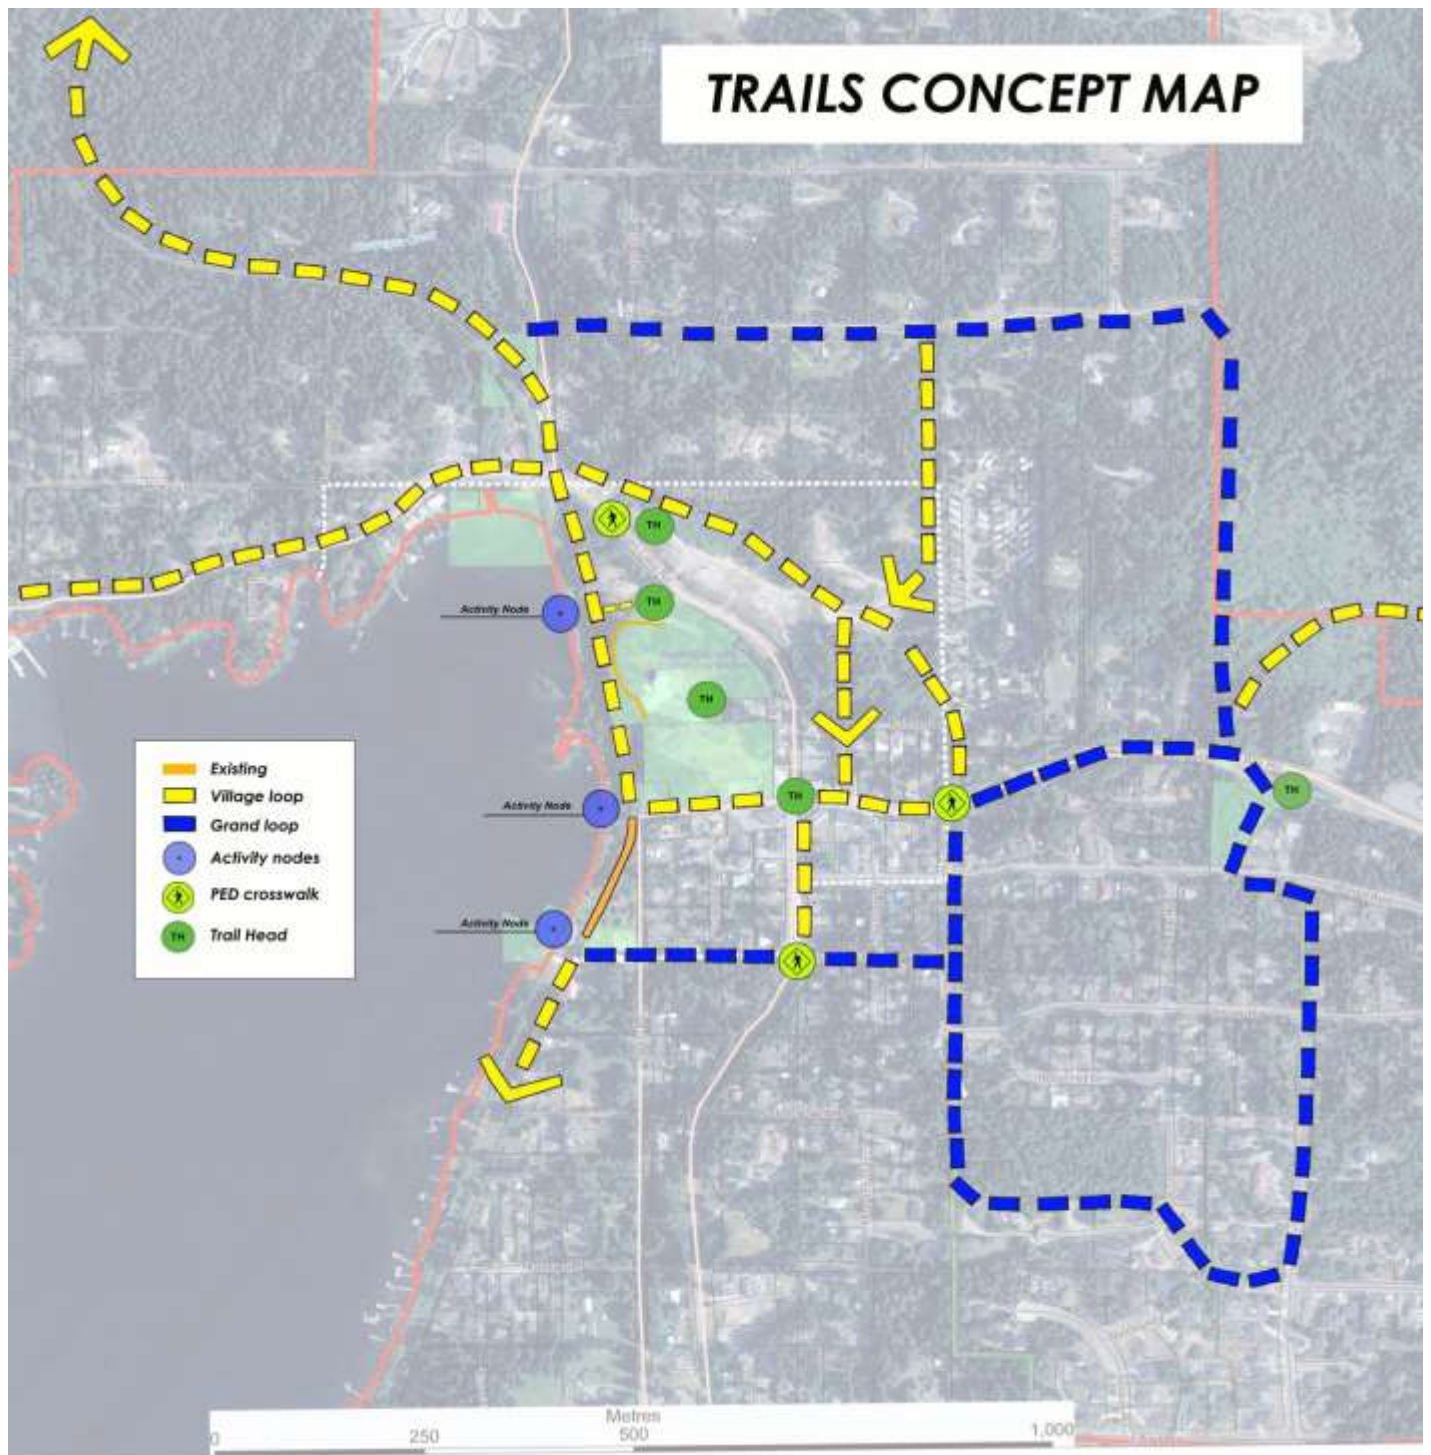 TRAILS CONCEPT MAP
TH
TH
Activity Node
TH
Existing
Village loop
Grand loop
Activity nodes
PED crosswalk
TH Trail Head
Activity Node
TH
TH
Activity Node
Metres
0 250 500 1,000